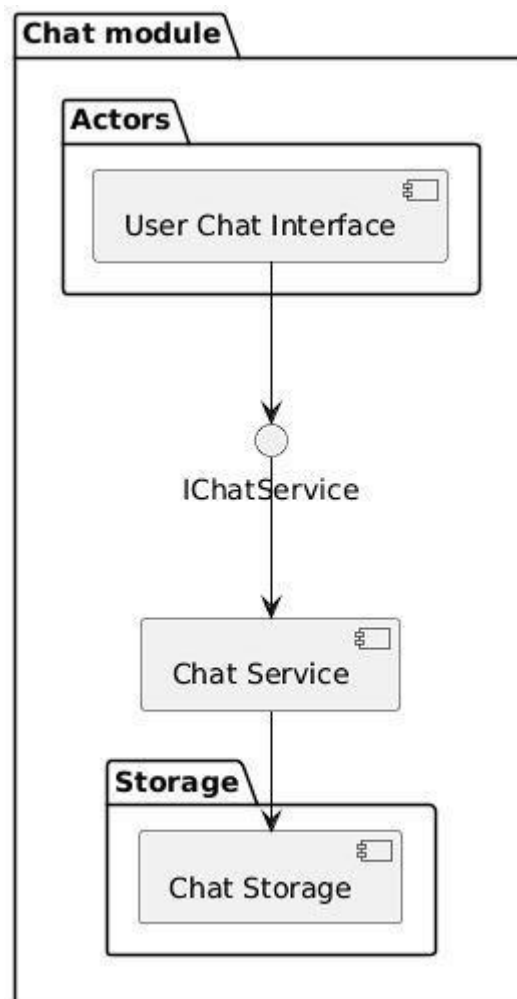 Chat module
Actors
User Chat Interface
IChatService
Chat Service
Storage
Chat Storage